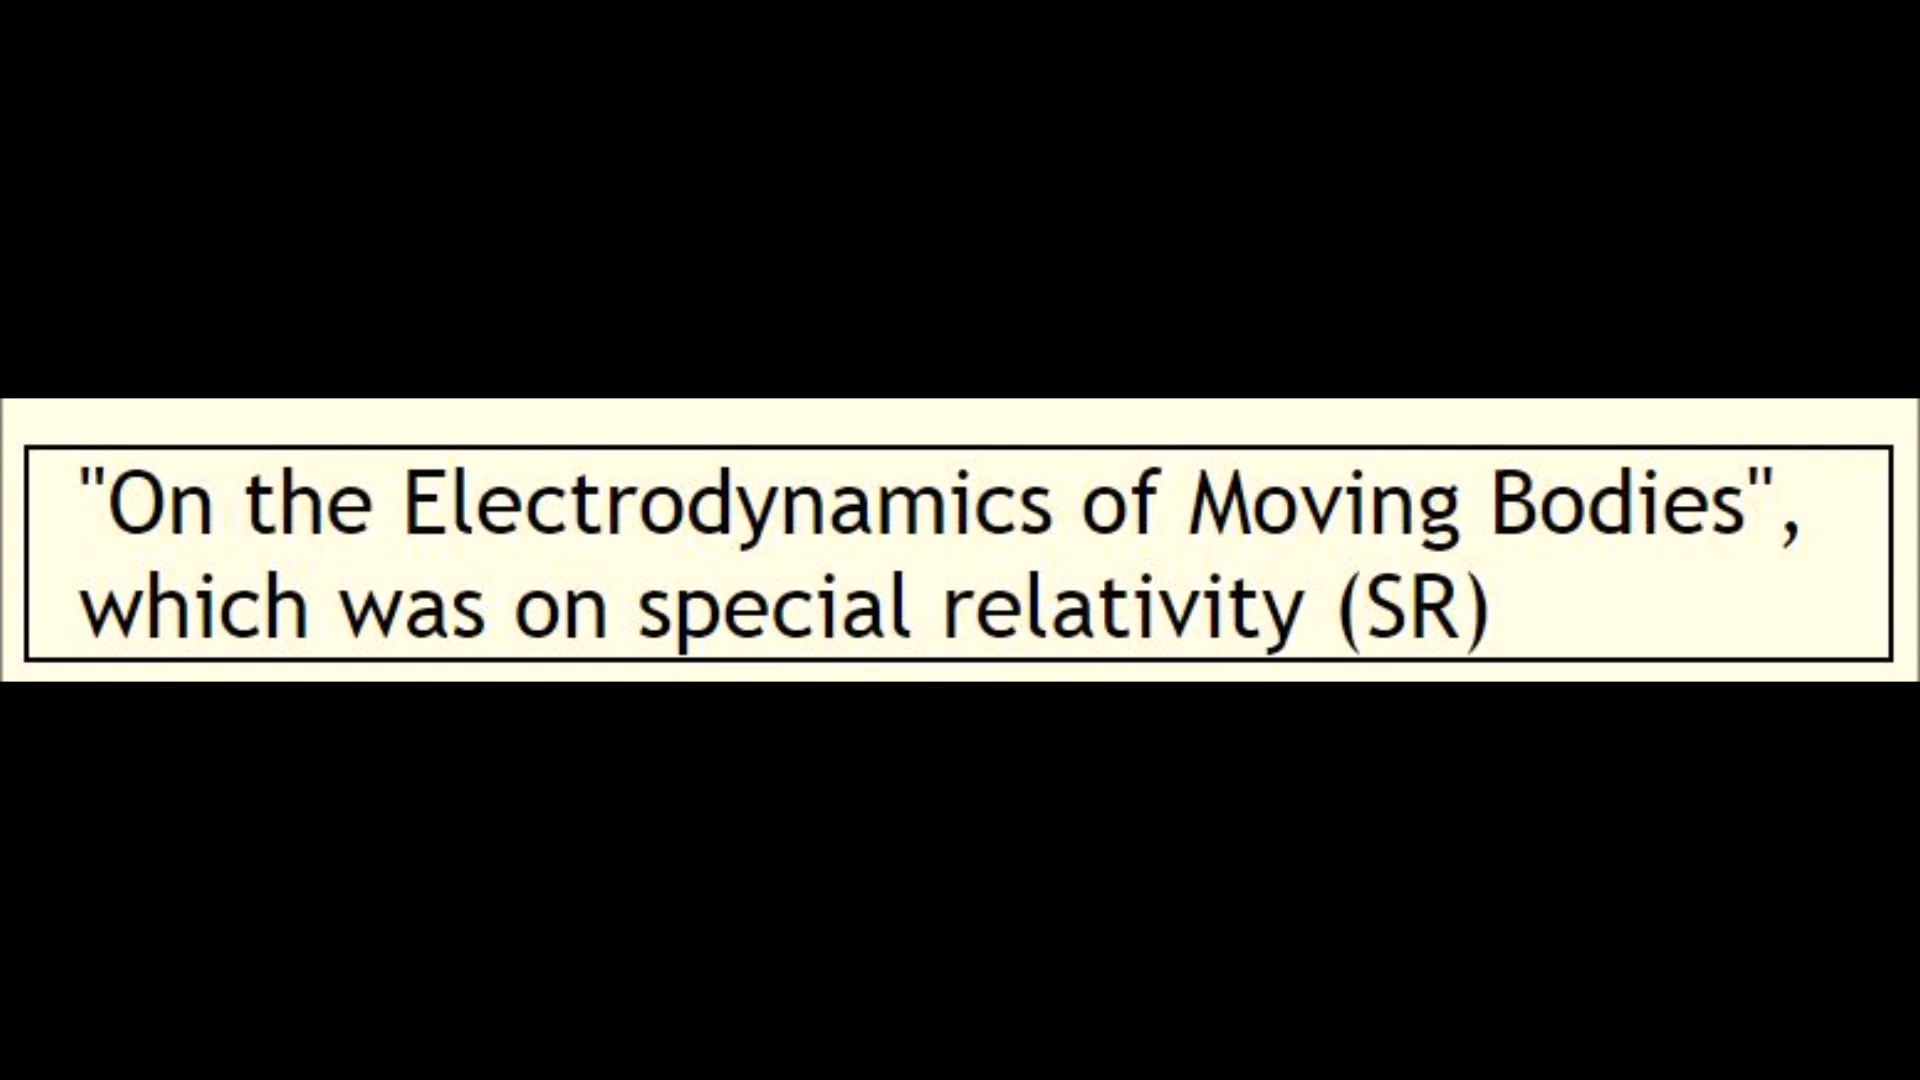 "On the Electrodynamics of Moving Bodies",
which was on special relativity (SR)